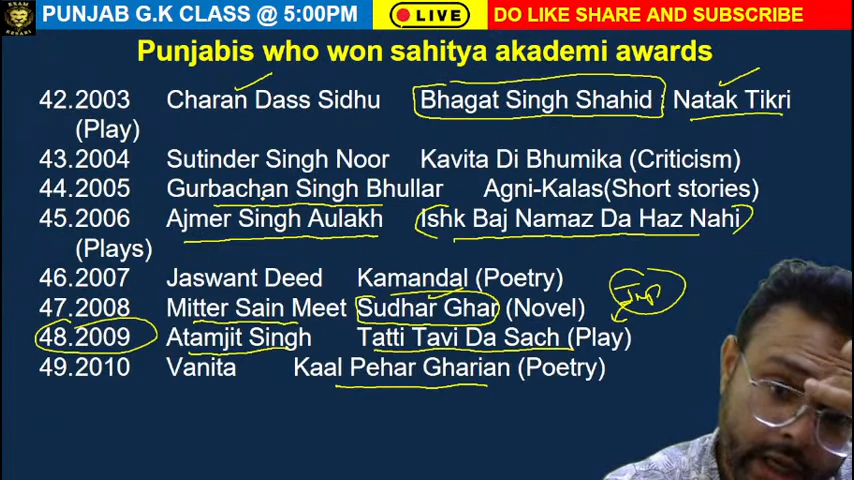 EXAM KESARI
PUNJAB G.K CLASS @ 5:00PM LIVE DO LIKE SHARE AND SUBSCRIBE
Punjabis who won sahitya akademi awards
42.2003 Charan Dass Sidhu Bhagat Singh Shahid Natak Tikri
(Play)
43.2004 Sutinder Singh Noor Kavita Di Bhumika (Criticism)
44.2005 Gurbachan Singh Bhullar Agni-Kalas(Short stories)
45.2006 Ajmer Singh Aulakh Ishk Baj Namaz Da Haz Nahi
(Plays)
46.2007 Jaswant Deed Kamandal (Poetry)
47.2008 Mitter Sain Meet Sudhar Ghar (Novel)
Imp
48.2009 Atamjit Singh Tatti Tavi Da Sach (Play)
49.2010 Vanita Kaal Pehar Gharian (Poetry)